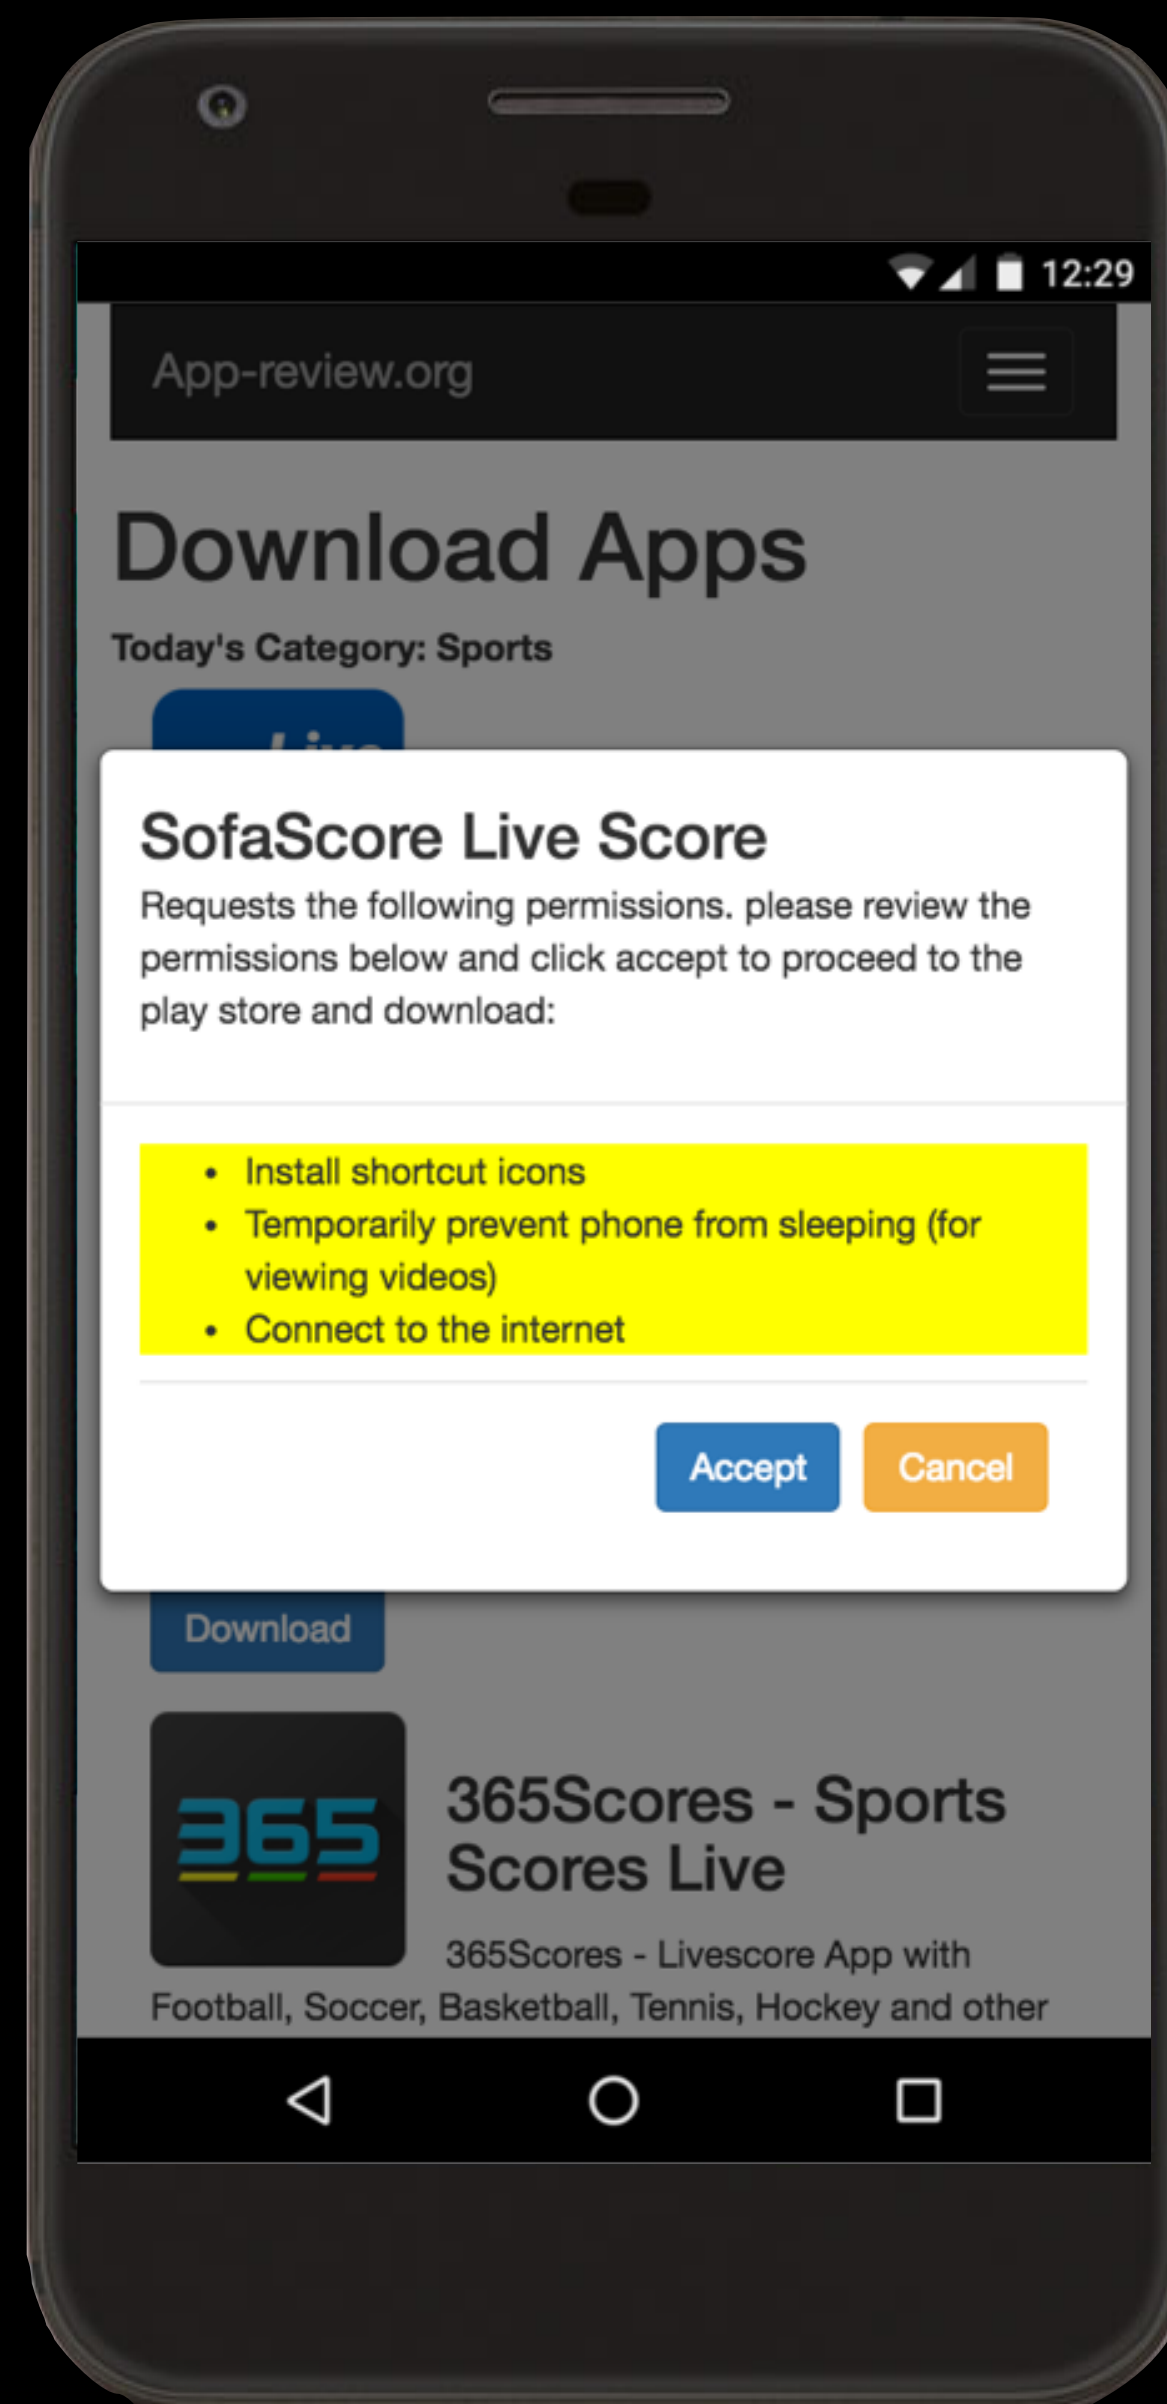 12:29
App-review.org
Download Apps
Today's Category: Sports
Live
SofaScore Live Score
Requests the following permissions. please review the
permissions below and click accept to proceed to the
play store and download:
• Install shortcut icons
• Temporarily prevent phone from sleeping (for
viewing videos)
• Connect to the internet
Accept Cancel
Download
365
365Scores - Sports
Scores Live
365Scores - Livescore App with
Football, Soccer, Basketball, Tennis, Hockey and other